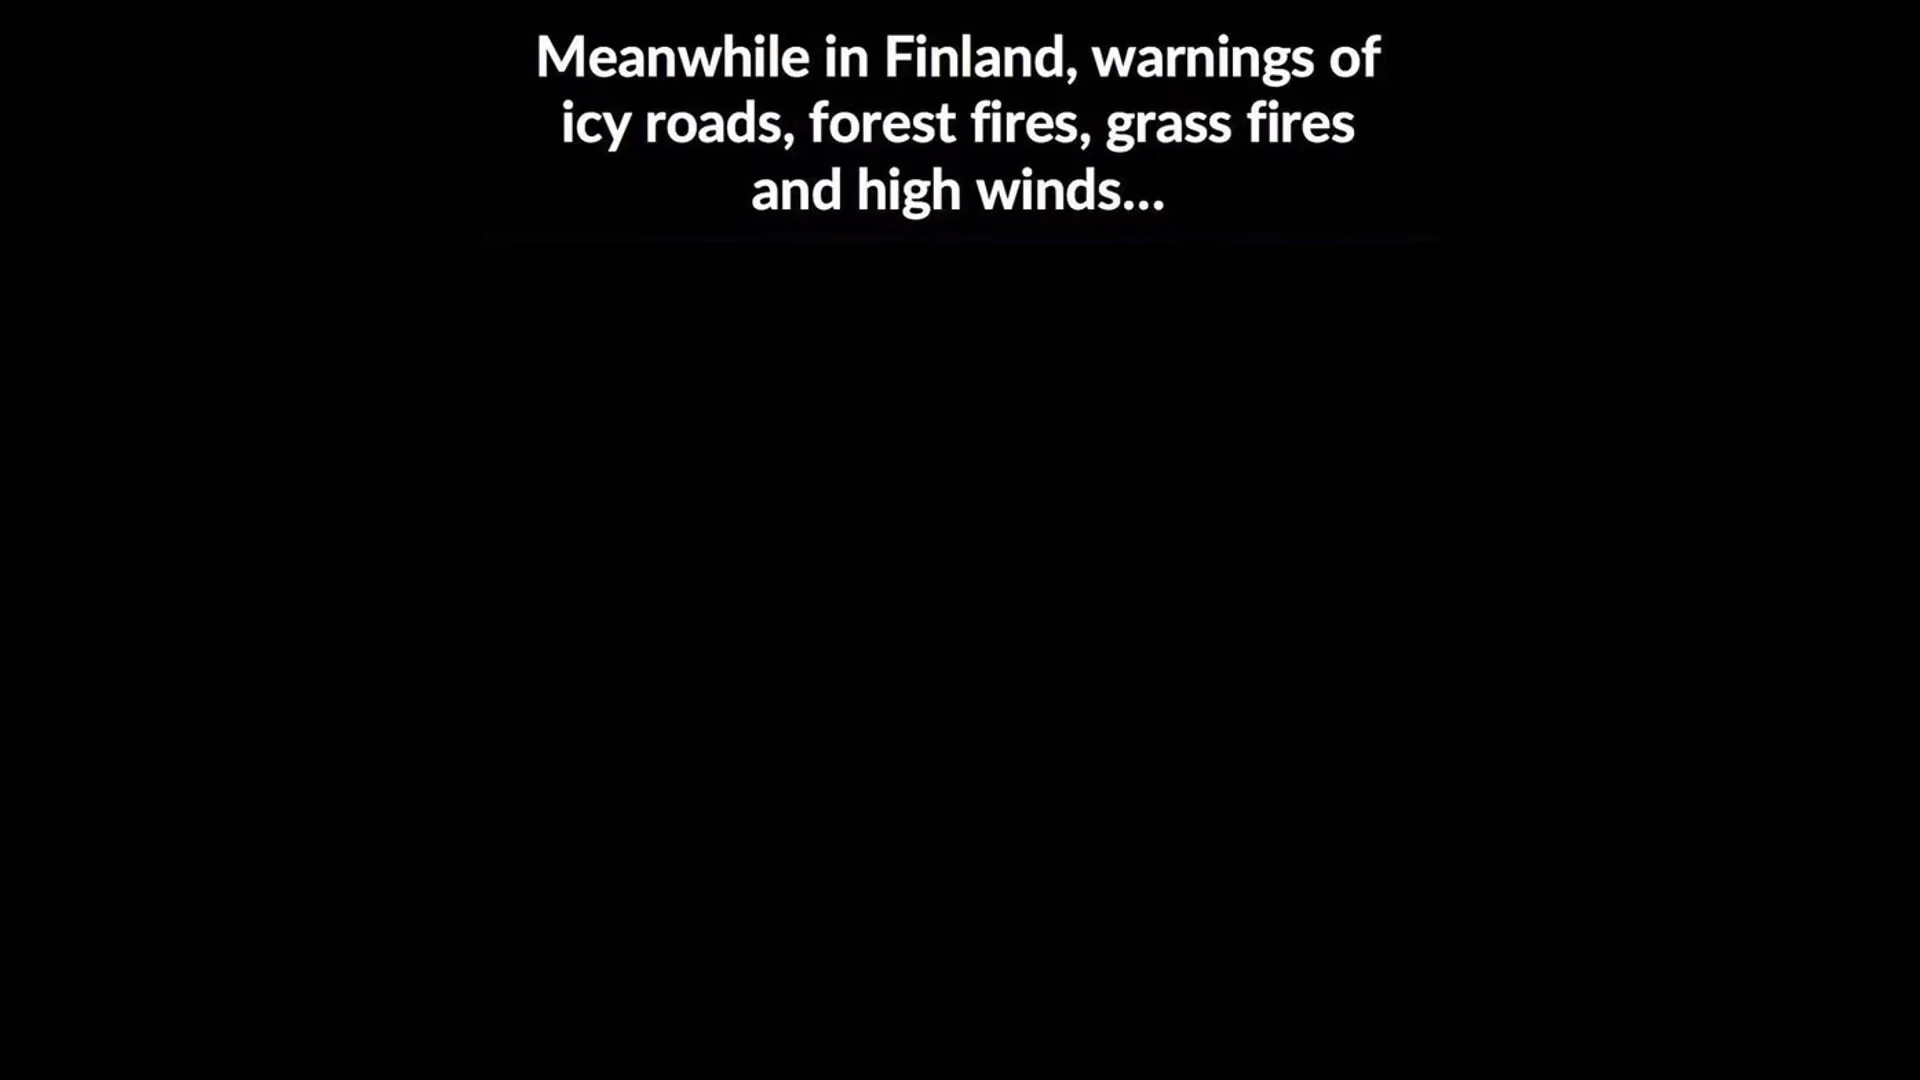 Meanwhile in Finland, warnings of
icy roads, forest fires, grass fires
and high winds...